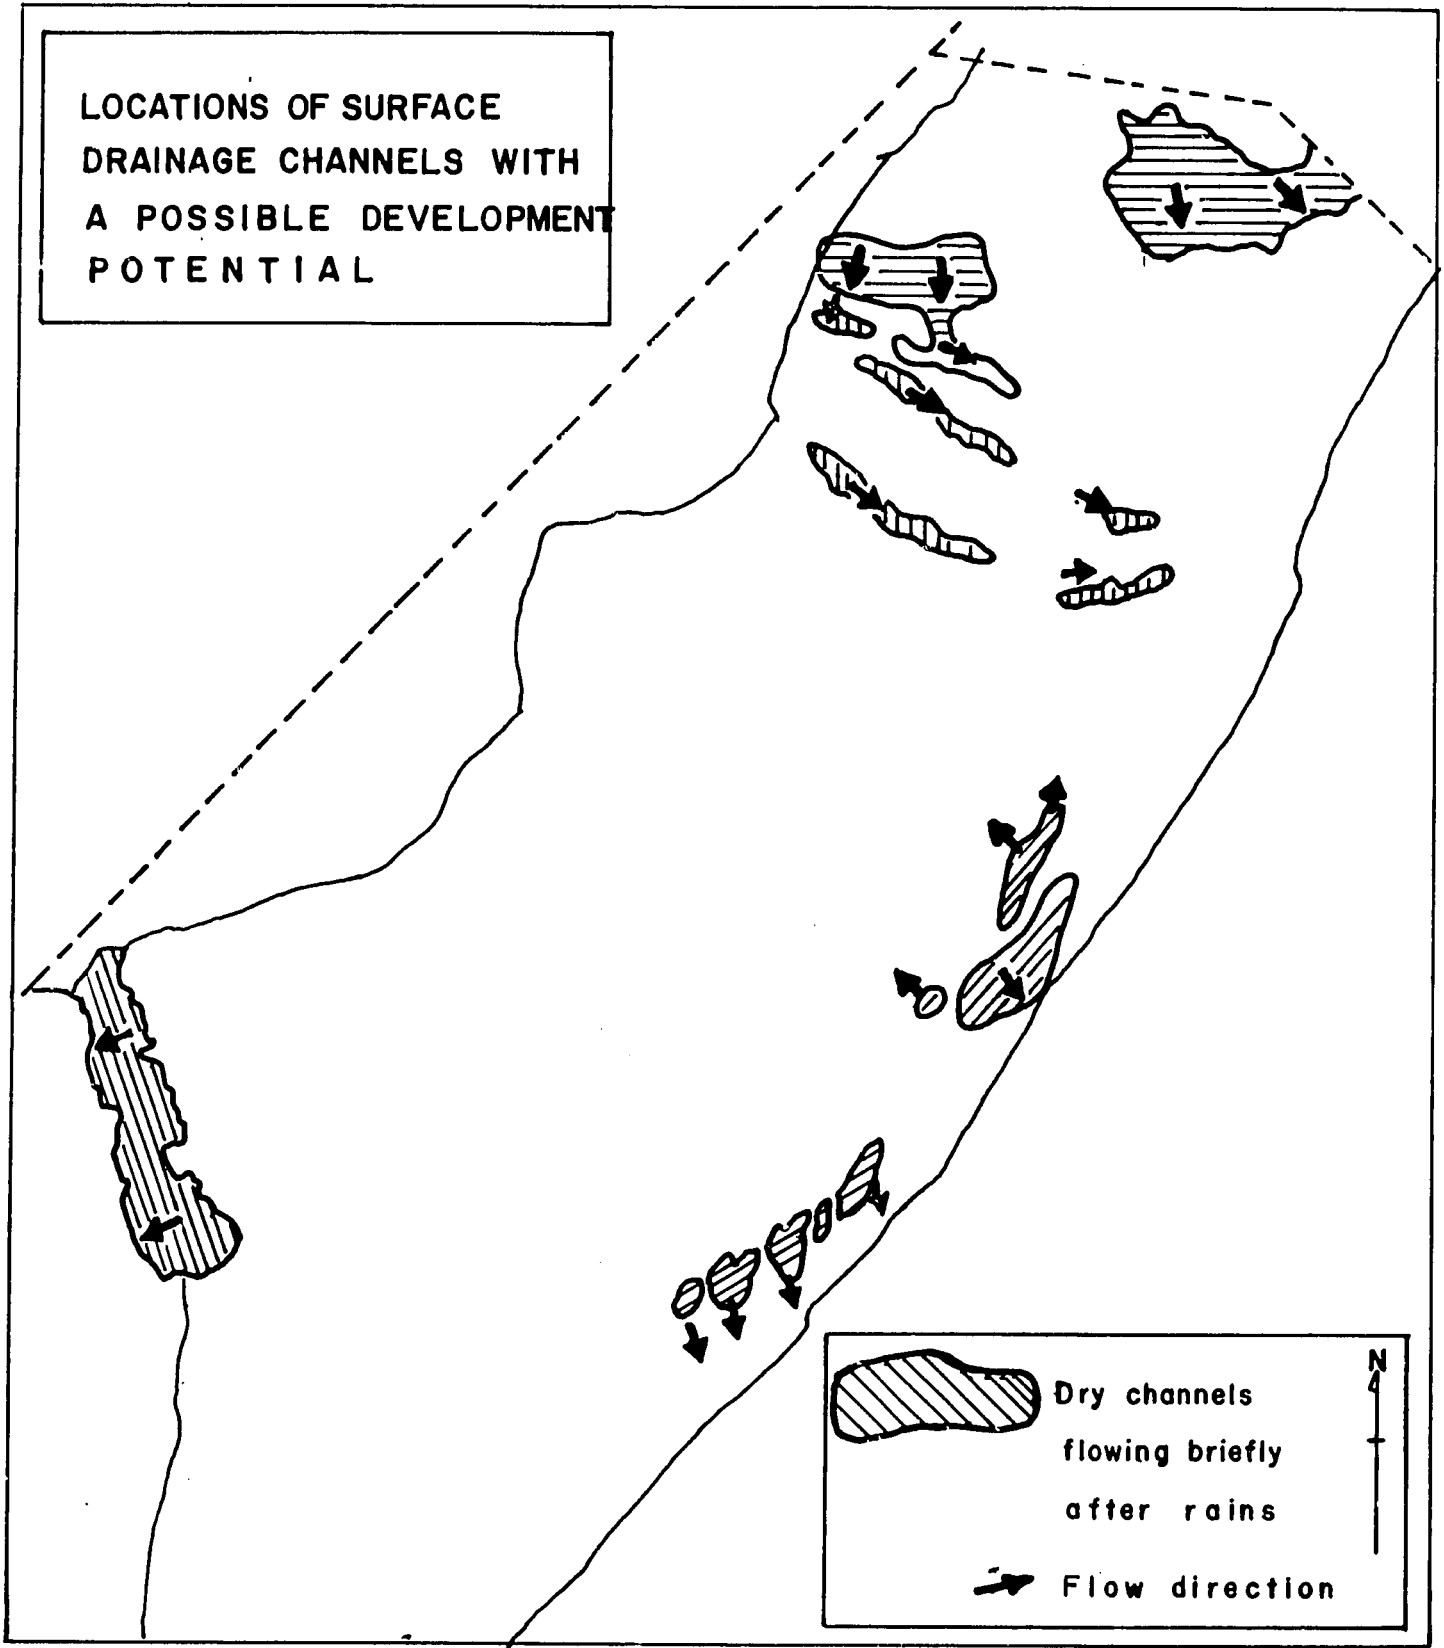 LOCATIONS OF SURFACE
DRAINAGE CHANNELS WITH
A POSSIBLE DEVELOPMENT
POTENTIAL
N
Dry channels
flowing briefly
after rains
Flow direction